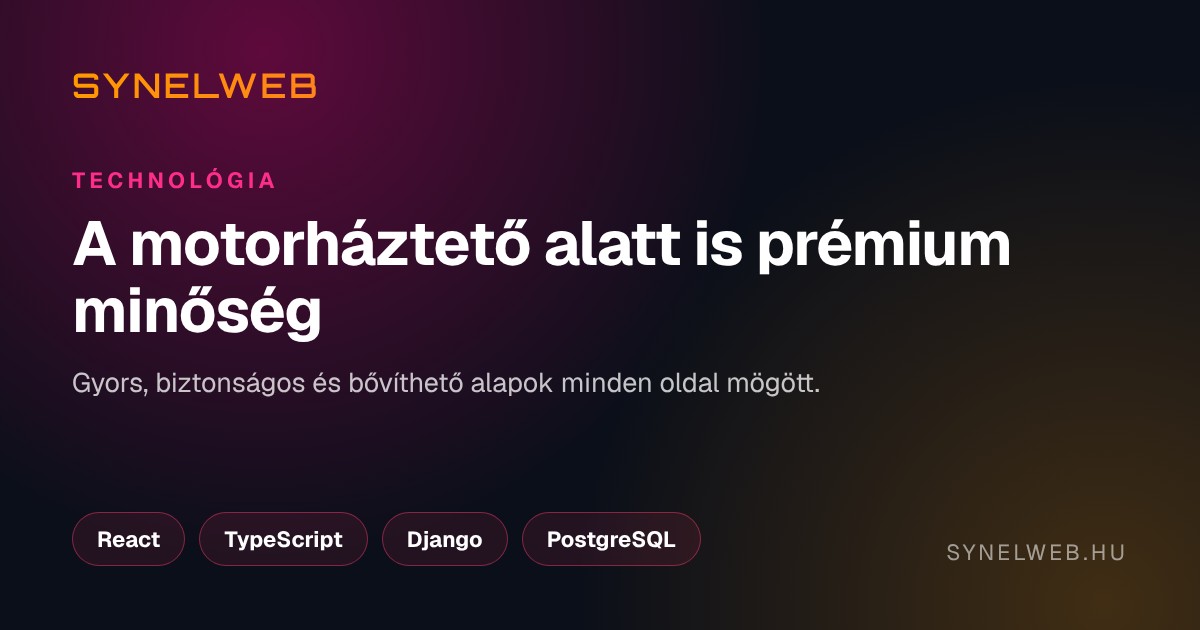 SYNELWEB
TECHNOLÓGIA
A motorháztető alatt is prémium
minőség
Gyors, biztonságos és bővíthető alapok minden oldal mögött.
React TypeScript Django PostgreSQL
SYNELWEB.HU